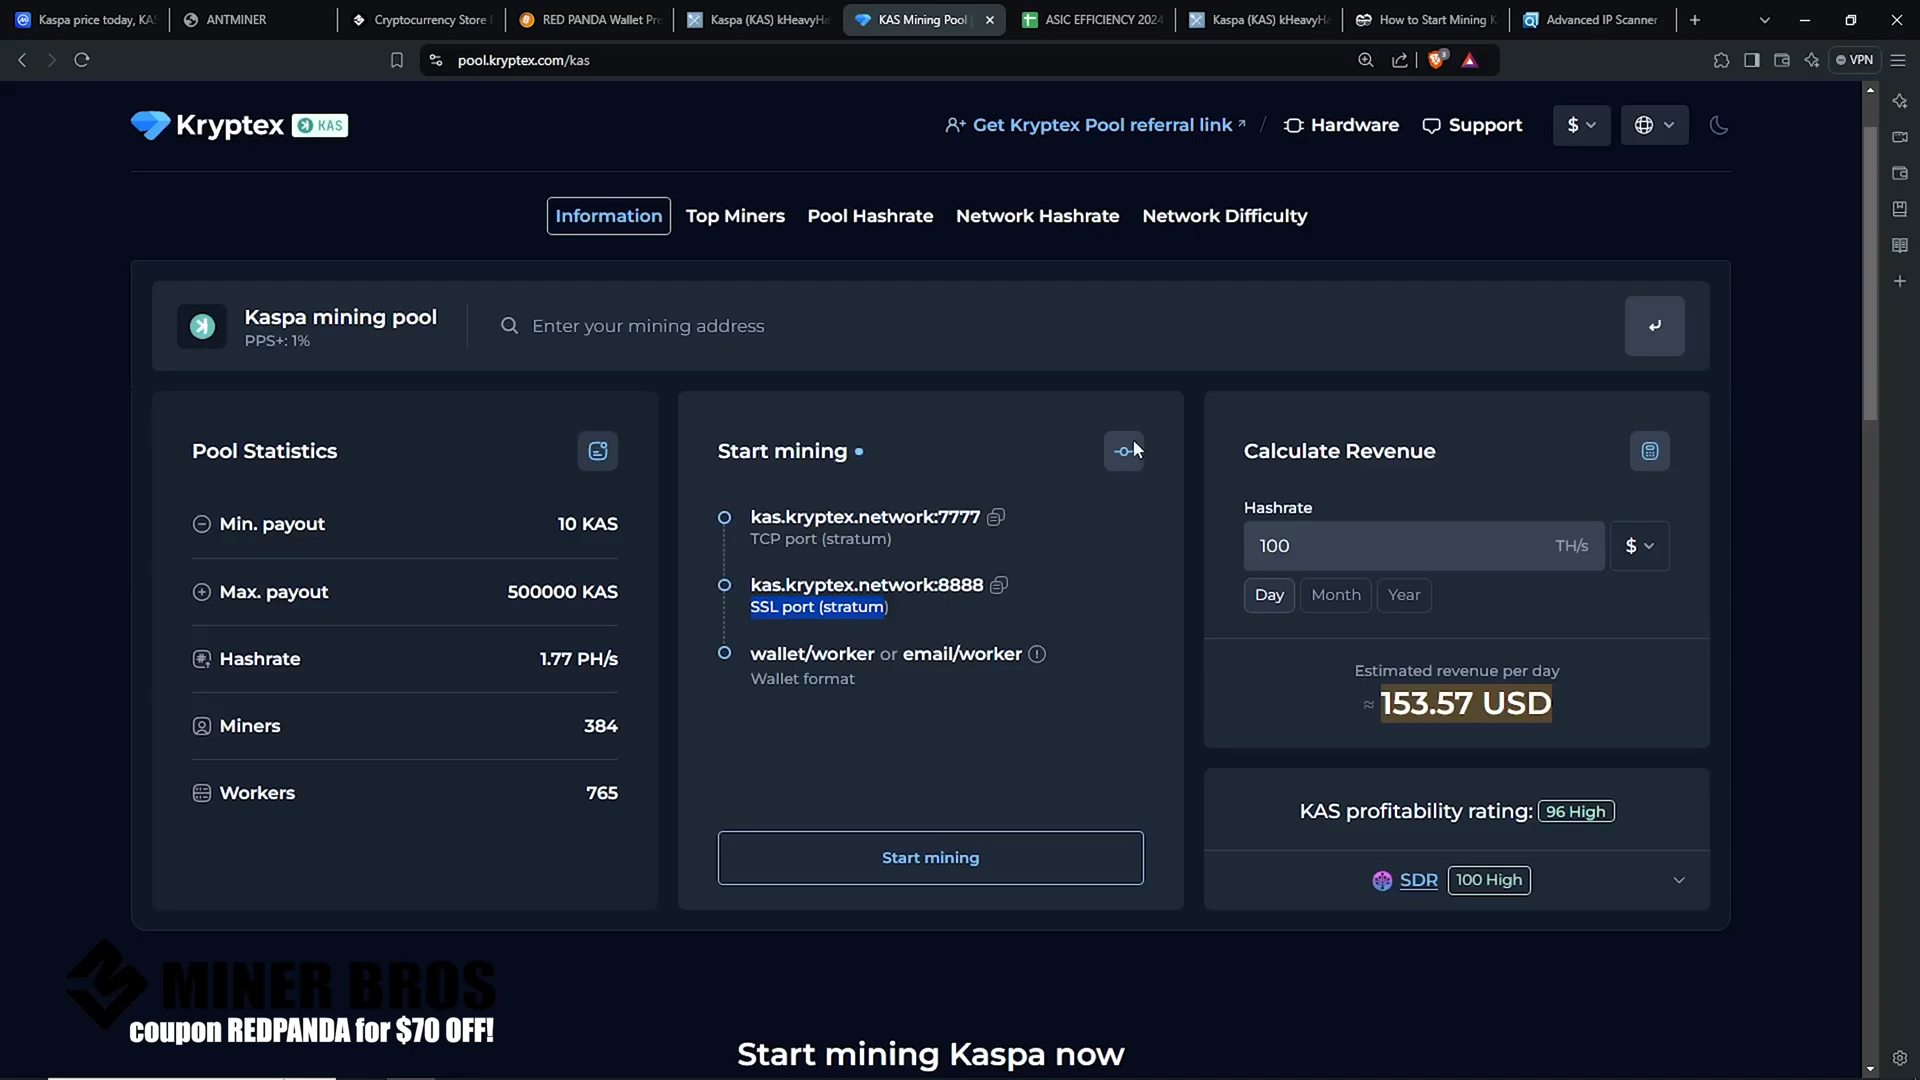 Kaspa price today, KAS
ANTMINER
Cryptocurrency Store
RED PANDA Wallet Pre
Kaspa (KAS) kHeavyHa
KAS Mining Pool
ASIC EFFICIENCY 2024
Kaspa (KAS) kHeavyHa
How to Start Mining K
Advanced IP Scanner
pool.kryptex.com/kas
3
VPN
Kryptex KAS
Get Kryptex Pool referral link / Hardware Support $
Information Top Miners Pool Hashrate Network Hashrate Network Difficulty
Kaspa mining pool
PPS+: 1%
Enter your mining address
Pool Statistics
Min. payout 10 KAS
Max. payout 500000 KAS
Hashrate 1.77 PH/s
Miners 384
Workers 765
Start mining
kas.kryptex.network:7777
TCP port (stratum)
kas.kryptex.network:8888
SSL port (stratum)
wallet/worker or email/worker
Wallet format
Start mining
Calculate Revenue
Hashrate
100 TH/s $
Day Month Year
Estimated revenue per day
≈ 153.57 USD
KAS profitability rating: 96 High
SDR 100 High
MINER BROS
coupon REDPANDA for $70 OFF!
Start mining Kaspa now